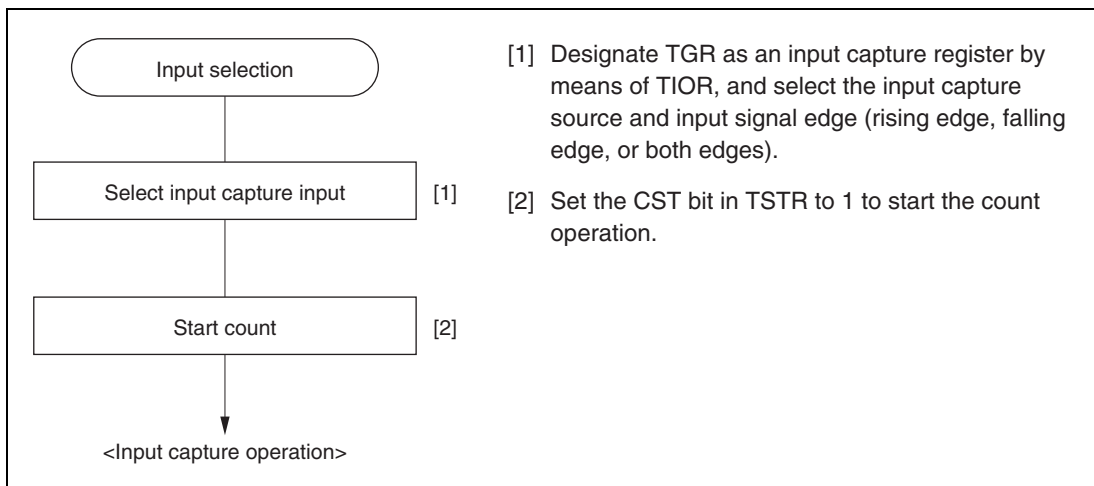 Input selection
Select input capture input
[1]
Start count
[2]
<Input capture operation>
[1] Designate TGR as an input capture register by
means of TIOR, and select the input capture
source and input signal edge (rising edge, falling
edge, or both edges).
[2] Set the CST bit in TSTR to 1 to start the count
operation.